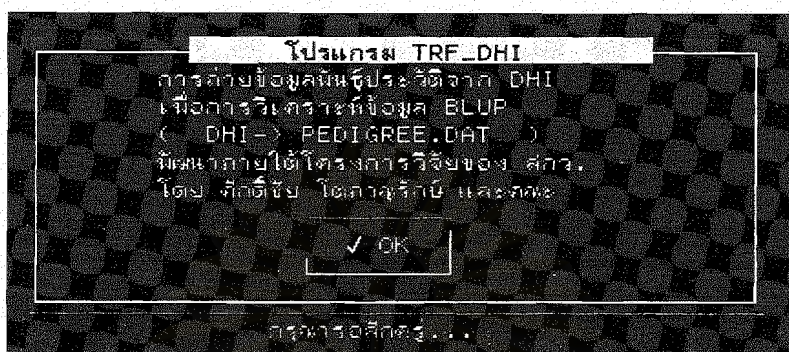 โปรแกรม TRF_DHI
การถ่ายข้อมูลพันธุ์ประวัติจาก DHI
เพื่อการวิเคราะห์ข้อมูล BLUP
( DHI-> PEDIGREE.DAT )
พัฒนาภายใต้โครงการวิจัยของ สกว.
โดย ศักดิ์ชัย โตภาณุรักษ์ และคณะ
✓ OK
กรุณารอสักครู่...